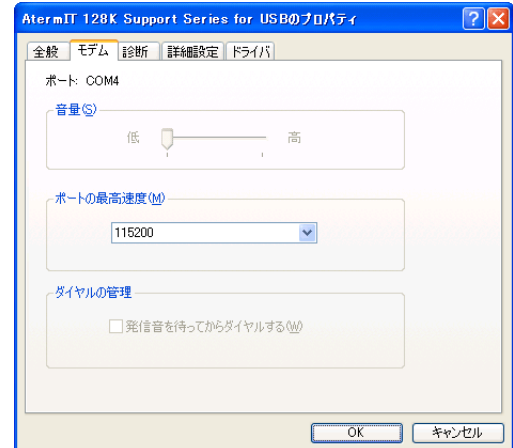 AtermIT 128K Support Series for USBのプロパティ
全般 モデム 診断 詳細設定 ドライバ
ポート: COM4
音量(S)
低 高
ポートの最高速度(M)
115200
ダイヤルの管理
発信音を待ってからダイヤルする(W)
OK キャンセル